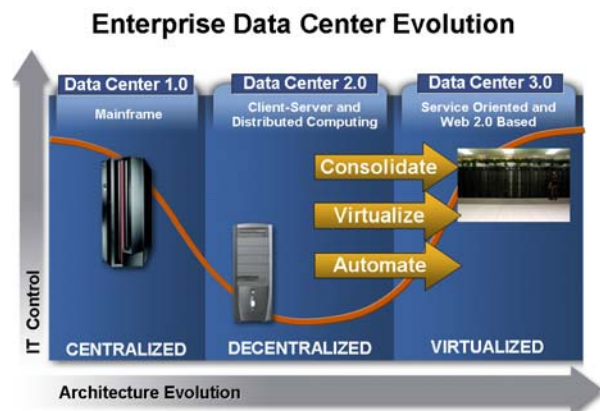 Enterprise Data Center Evolution
Data Center 1.0
Mainframe
Data Center 2.0
Client-Server and
Distributed Computing
Data Center 3.0
Service Oriented and
Web 2.0 Based
Consolidate
Virtualize
Automate
IT Control
CENTRALIZED
DECENTRALIZED
VIRTUALIZED
Architecture Evolution